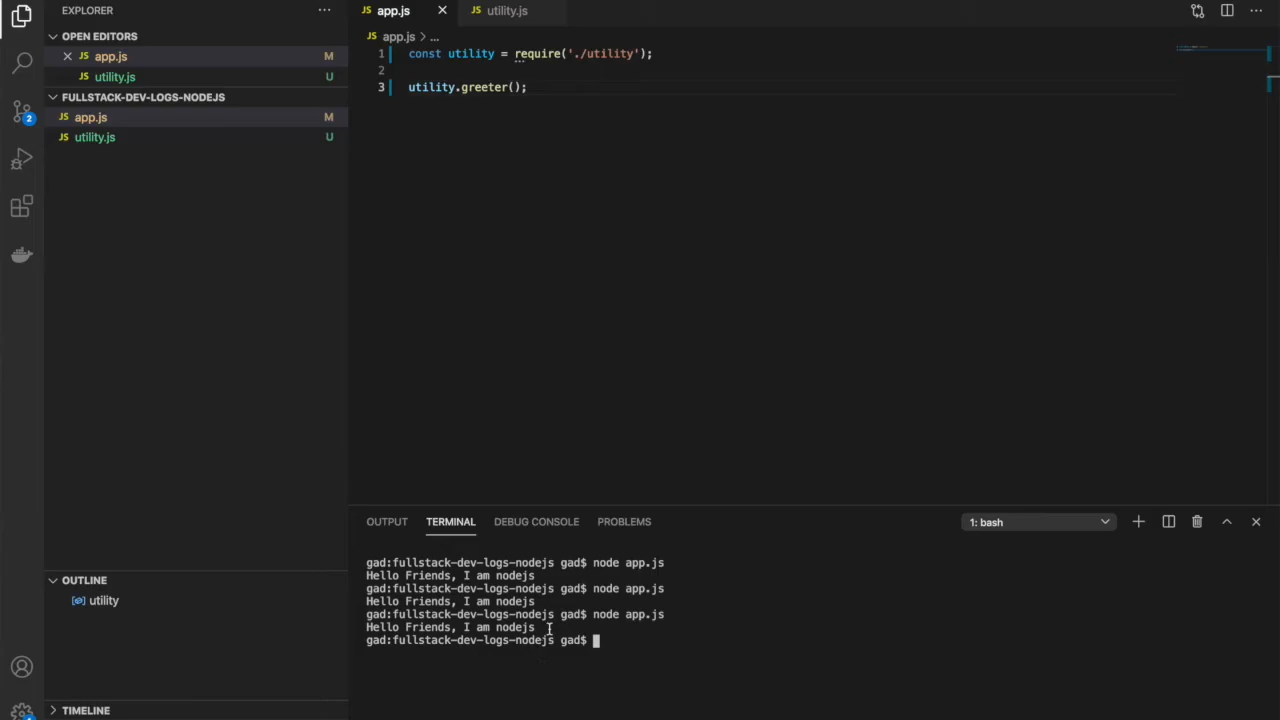 EXPLORER
OPEN EDITORS
JS app.js M
JS utility.js U
FULLSTACK-DEV-LOGS-NODEJS
JS app.js M
JS utility.js U
2
OUTLINE
utility
TIMELINE
JS app.js
JS utility.js
JS app.js > ...
1 const utility = require('./utility');
2
3 utility.greeter();
OUTPUT TERMINAL DEBUG CONSOLE PROBLEMS 1: bash
gad:fullstack-dev-logs-nodejs gad$ node app.js
Hello Friends, I am nodejs
gad:fullstack-dev-logs-nodejs gad$ node app.js
Hello Friends, I am nodejs
gad:fullstack-dev-logs-nodejs gad$ node app.js
Hello Friends, I am nodejs
gad:fullstack-dev-logs-nodejs gad$